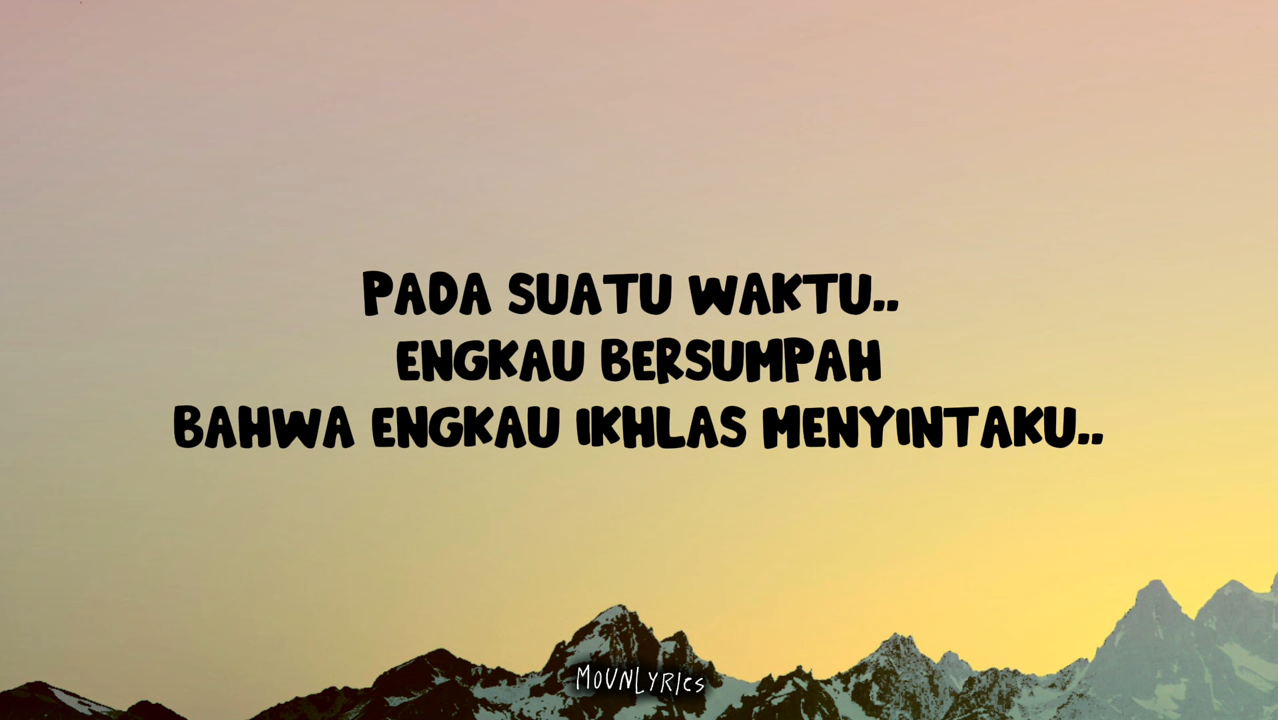 PADA SUATU WAKTU..
ENGKAU BERSUMPAH
BAHWA ENGKAU IKHLAS MENYINTAKU..
MOUNLYRICS